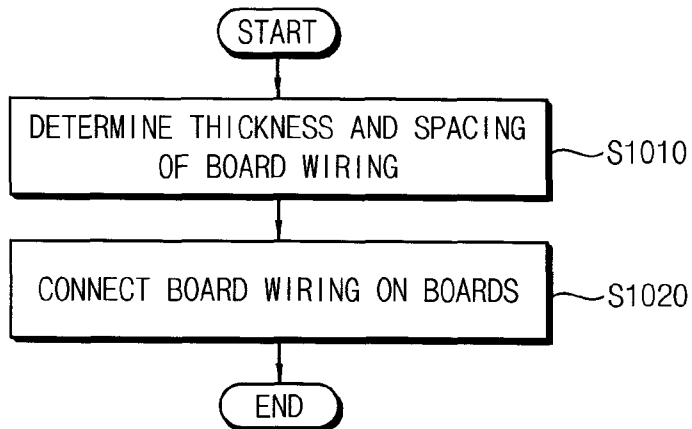 START
DETERMINE THICKNESS AND SPACING
OF BOARD WIRING
S1010
CONNECT BOARD WIRING ON BOARDS
S1020
END